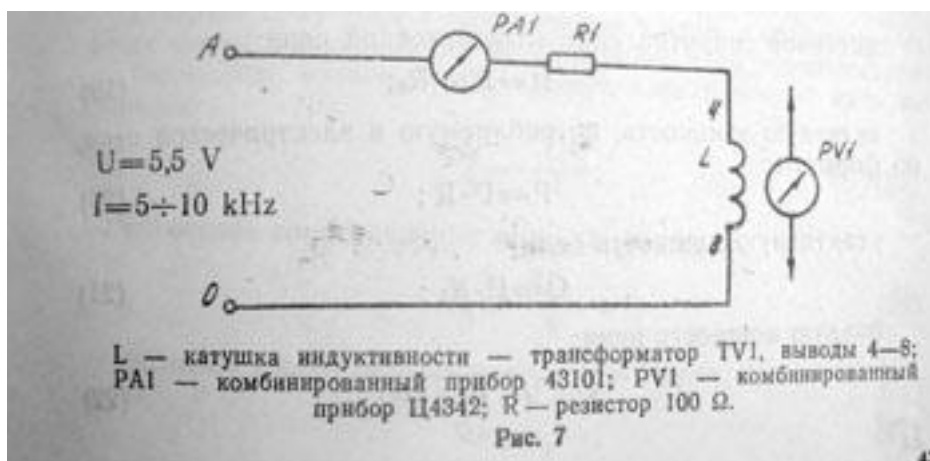 PA1
R1
A
4
U=5,5 V
L
PV1
f=5÷10 kHz
8
0
L — катушка индуктивности — трансформатор TV1, выводы 4—8;
PA1 — комбинированный прибор 43101; PV1 — комбинированный
прибор Ц4342; R — резистор 100 Ω.
Рис. 7